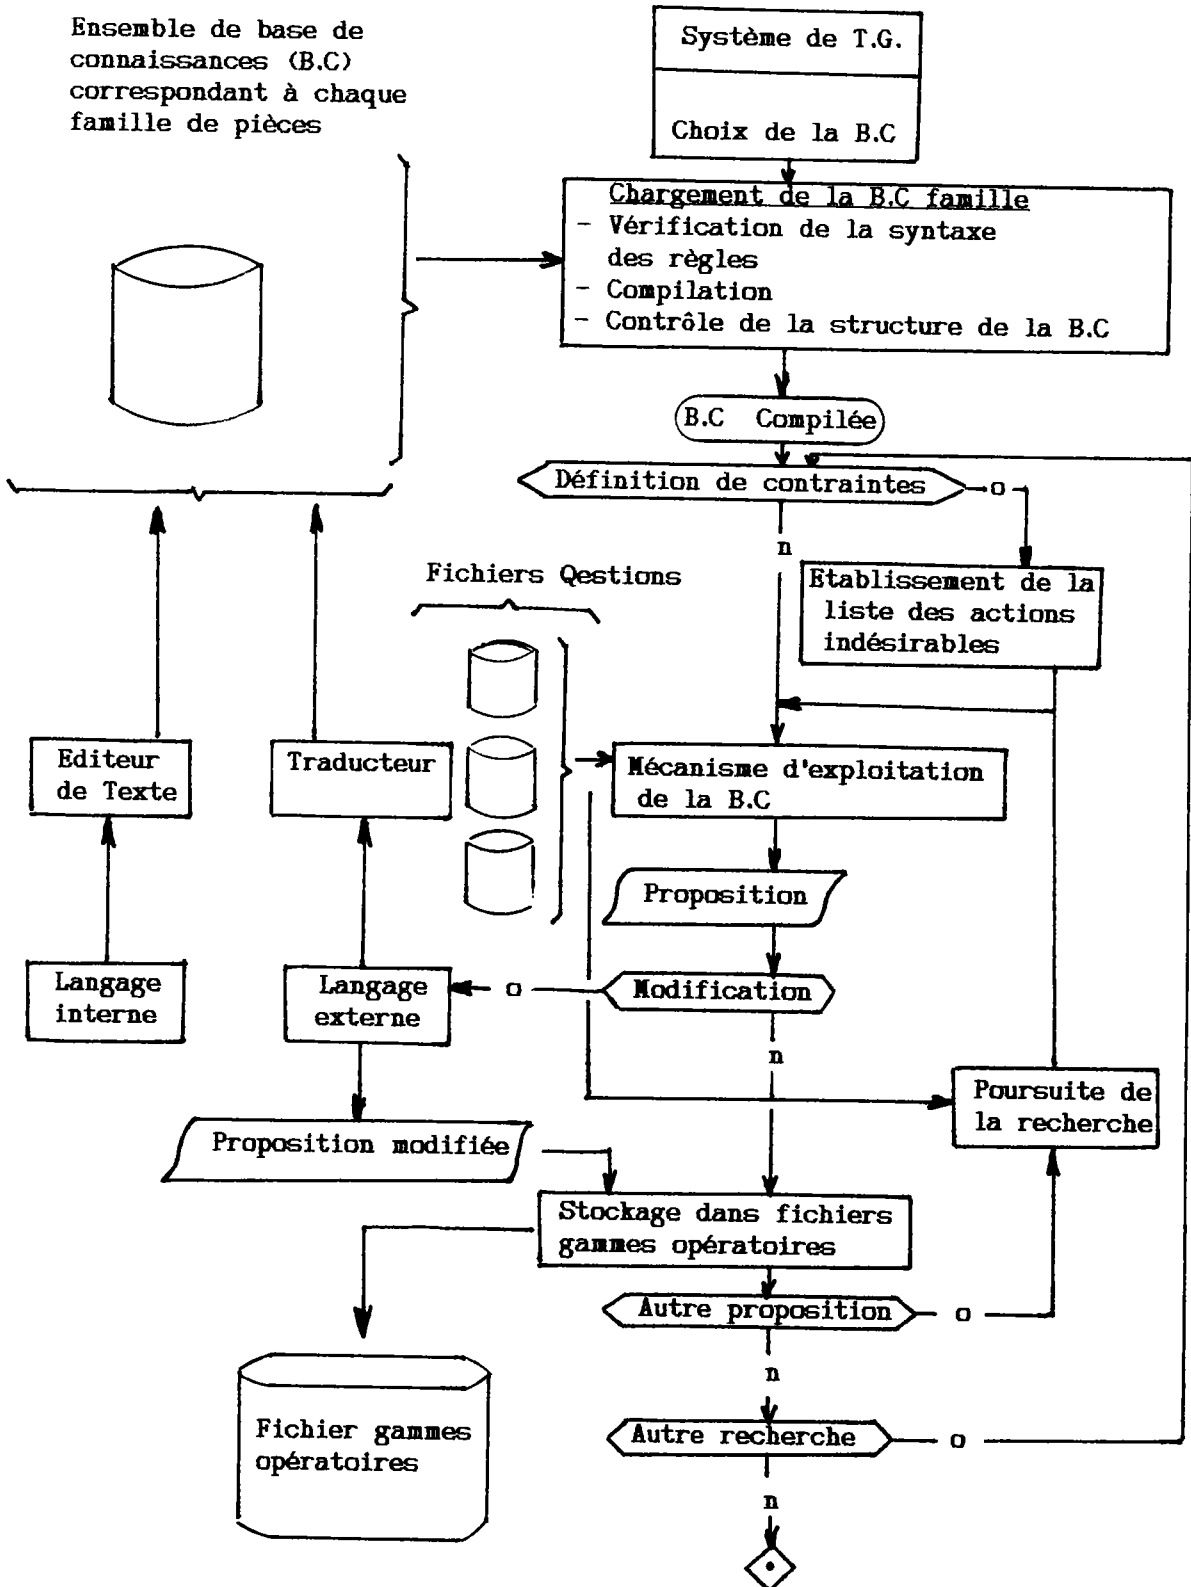 Ensemble de base de
connaissances (B.C)
correspondant à chaque
famille de pièces
Système de T.G.
Choix de la B.C
Chargement de la B.C famille
- Vérification de la syntaxe
des règles
- Compilation
- Contrôle de la structure de la B.C
B.C Compilée
Définition de contraintes
o
n
Etablissement de la
liste des actions
indésirables
Fichiers Qestions
Editeur
de Texte
Traducteur
Mécanisme d'exploitation
de la B.C
Proposition
Langage
interne
Langage
externe
o
Modification
n
Poursuite de
la recherche
Proposition modifiée
Stockage dans fichiers
gammes opératoires
Autre proposition
o
n
Fichier gammes
opératoires
Autre recherche
o
n